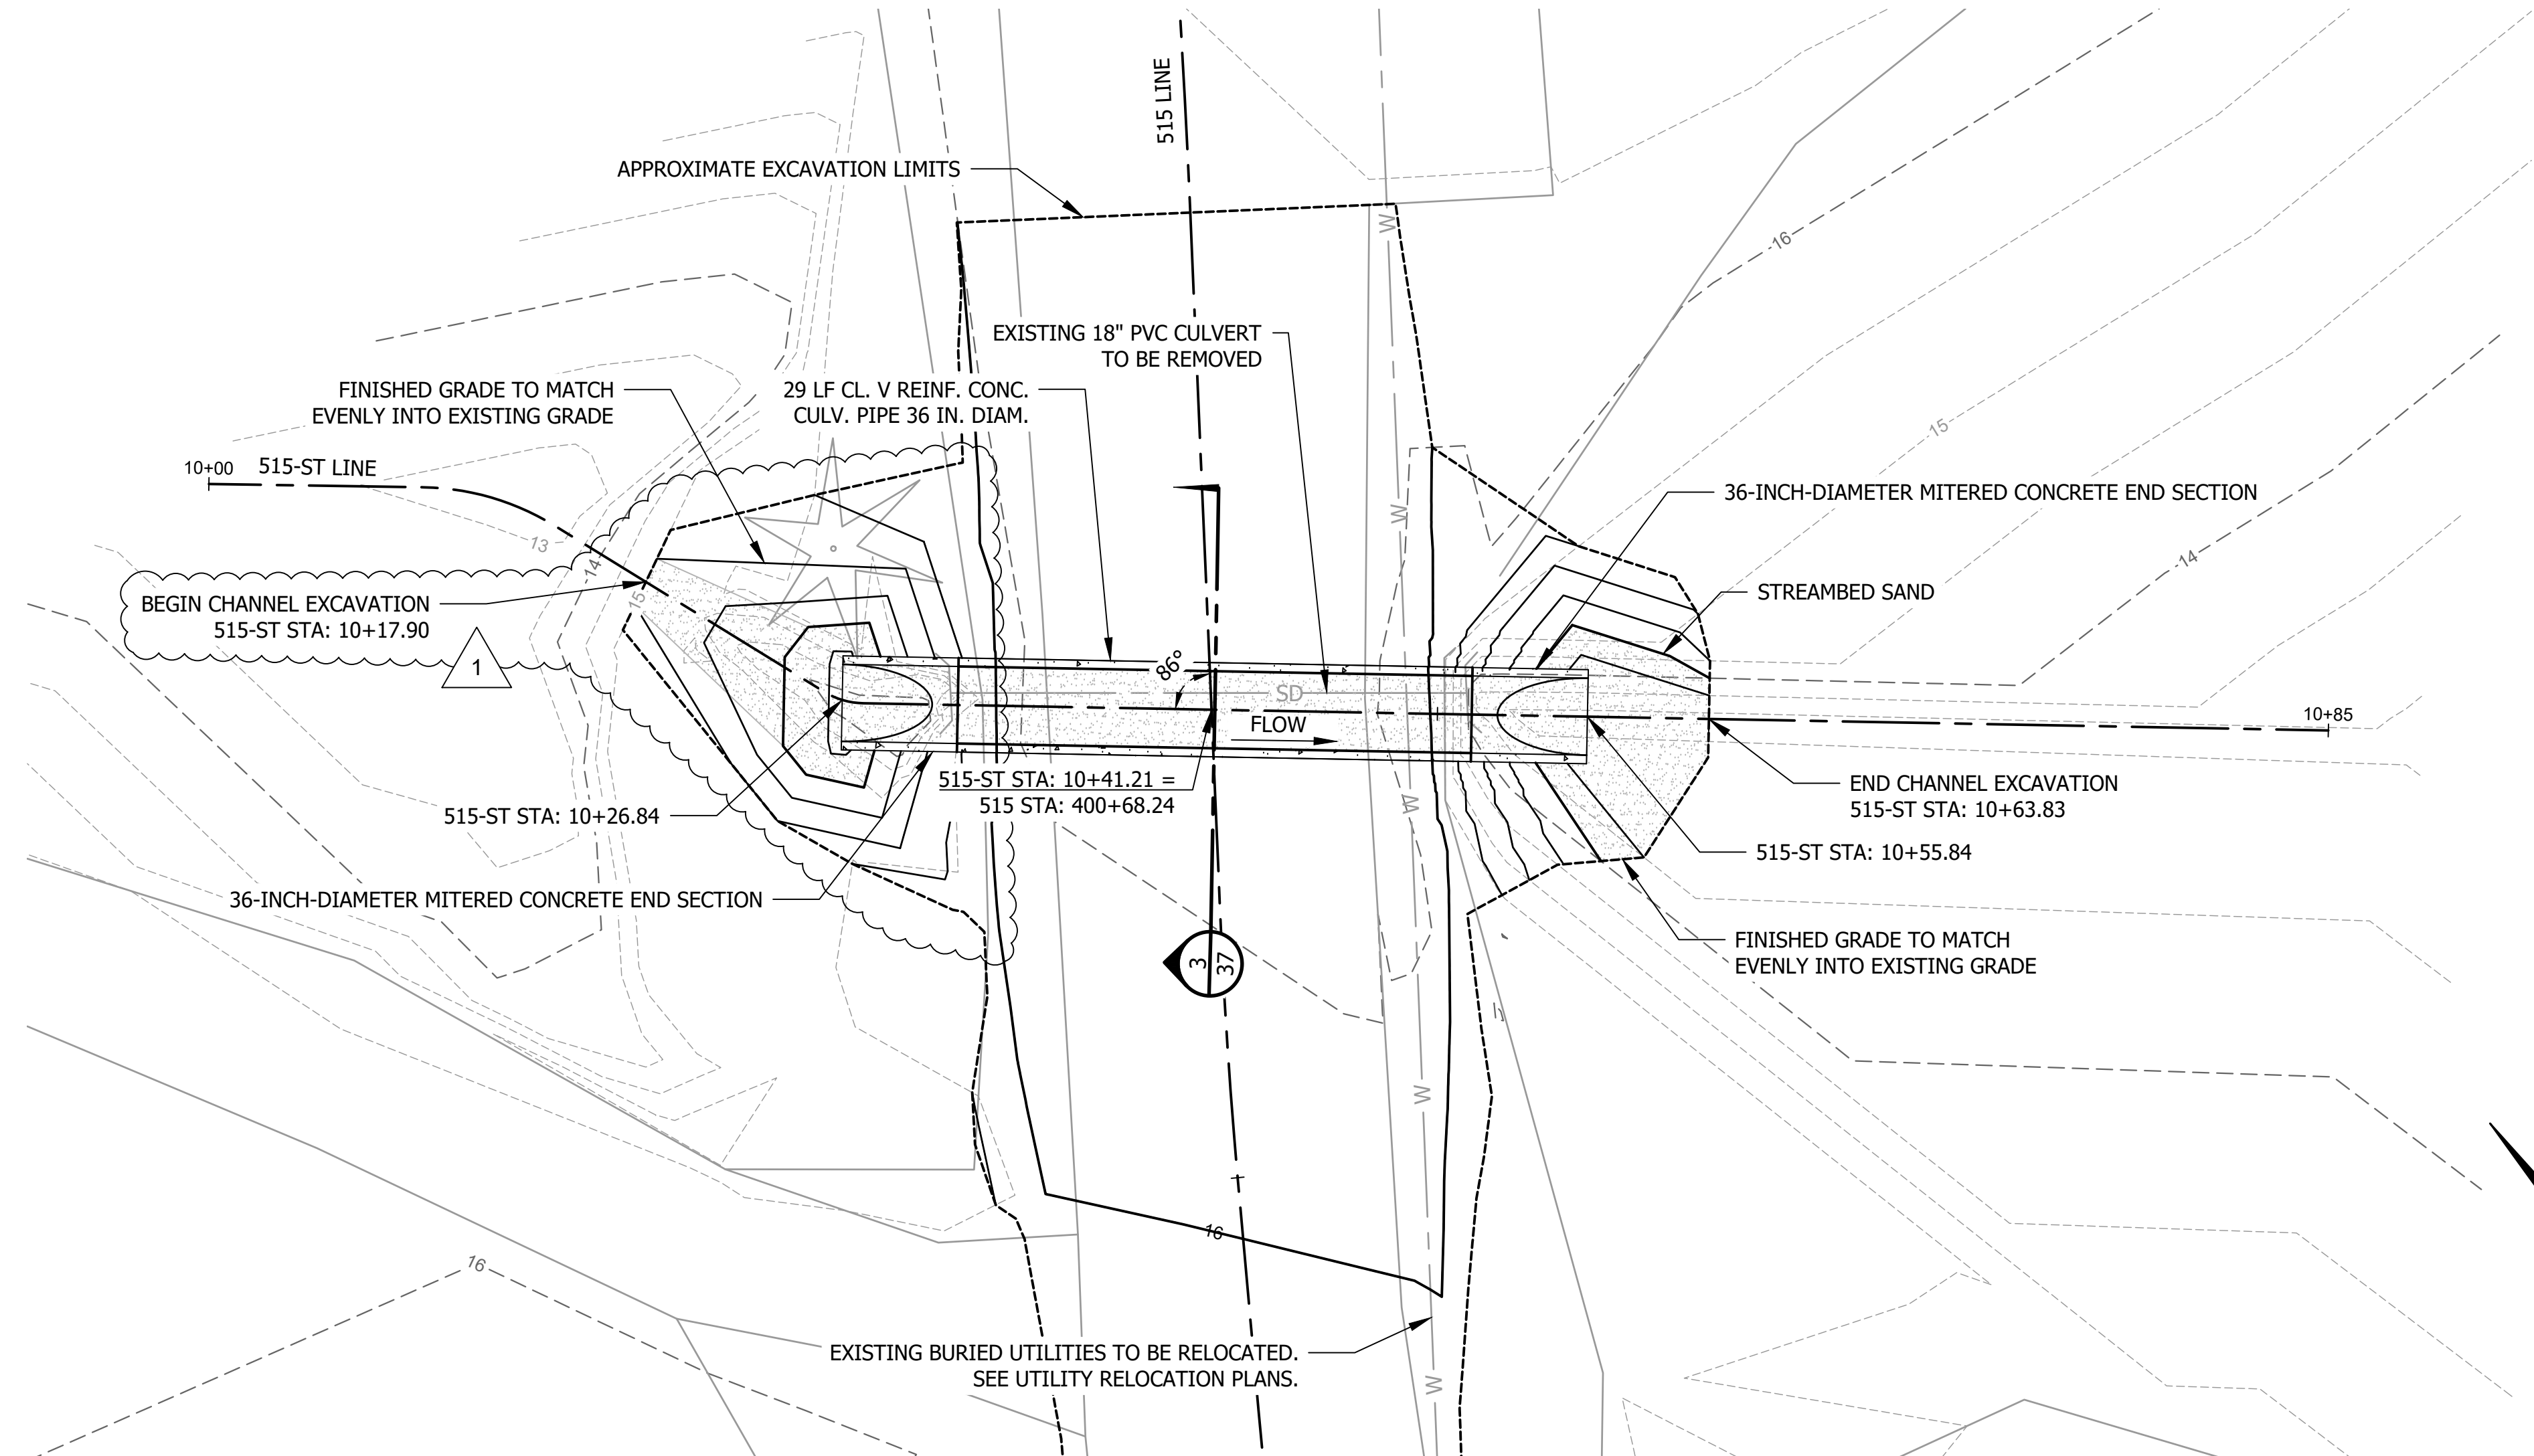 515 LINE
APPROXIMATE EXCAVATION LIMITS
W
16
EXISTING 18" PVC CULVERT
TO BE REMOVED
FINISHED GRADE TO MATCH
EVENLY INTO EXISTING GRADE
29 LF CL. V REINF. CONC.
CULV. PIPE 36 IN. DIAM.
15
10+00
515-ST LINE
36-INCH-DIAMETER MITERED CONCRETE END SECTION
W
13
14
14
BEGIN CHANNEL EXCAVATION
515-ST STA: 10+17.90
15
STREAMBED SAND
1
86°
SD
FLOW
10+85
515-ST STA: 10+41.21 =
515 STA: 400+68.24
END CHANNEL EXCAVATION
515-ST STA: 10+63.83
W
515-ST STA: 10+26.84
515-ST STA: 10+55.84
36-INCH-DIAMETER MITERED CONCRETE END SECTION
FINISHED GRADE TO MATCH
EVENLY INTO EXISTING GRADE
3
37
W
16
16
EXISTING BURIED UTILITIES TO BE RELOCATED.
SEE UTILITY RELOCATION PLANS.
W